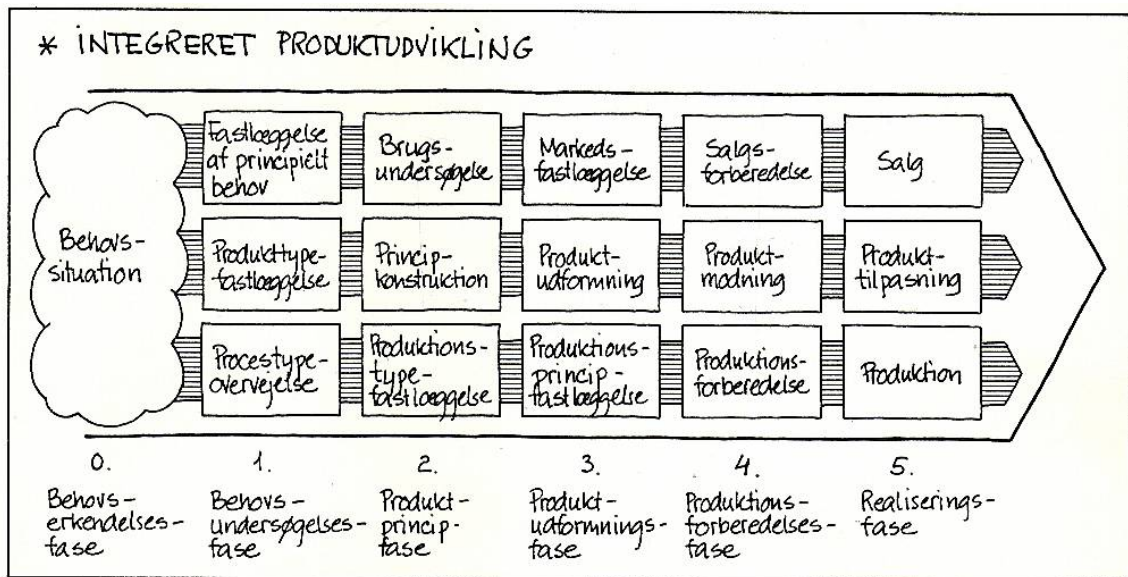 * INTEGRERET PRODUKTUDVIKLING
Behovs-
situation
Fastlæggelse
af principielt
behov
Brugs-
undersøgelse
Markeds-
fastlæggelse
Salgs-
forberedelse
Salg
Produkttype-
fastlæggelse
Princip-
konstruktion
Produkt-
udformning
Produkt-
modning
Produkt-
tilpasning
Procestype-
overvejelse
Produktions-
type-
fastlæggelse
Produktions-
princip-
fastlæggelse
Produktions-
forberedelse
Produktion
0.
Behovs-
erkendelses-
fase
1.
Behovs-
undersøgelses-
fase
2.
Produkt-
princip-
fase
3.
Produkt-
udformnings-
fase
4.
Produktions-
forberedelses-
fase
5.
Realiserings-
fase